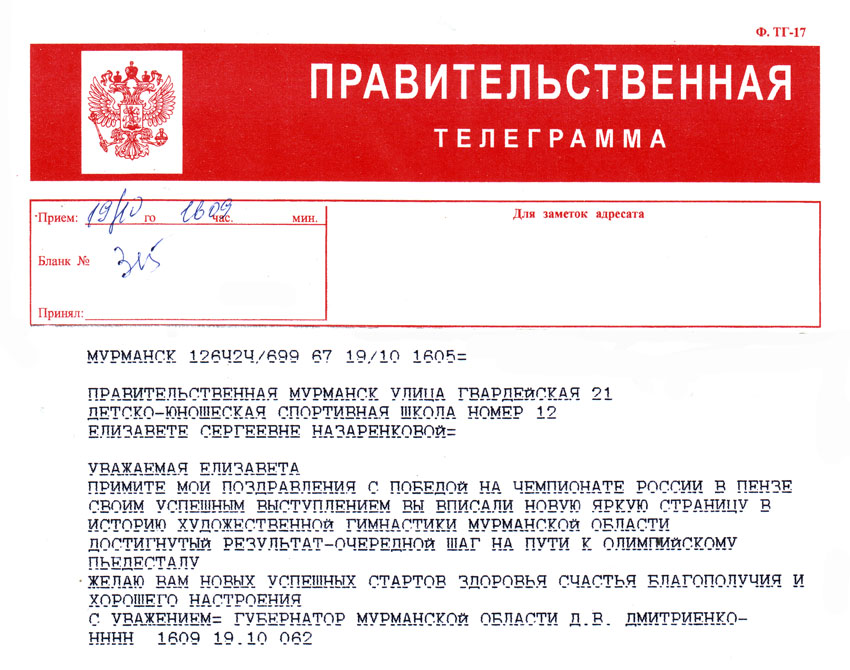 Ф. ТГ-17
ПРАВИТЕЛЬСТВЕННАЯ
ТЕЛЕГРАММА
Прием: 19/10 го 1609 час. мин.
Для заметок адресата
Бланк № 315
Принял:
МУРМАНСК 126424/699 67 19/10 1605=
ПРАВИТЕЛЬСТВЕННАЯ МУРМАНСК УЛИЦА ГВАРДЕЙСКАЯ 21
ДЕТСКО-ЮНОШЕСКАЯ СПОРТИВНАЯ ШКОЛА НОМЕР 12
ЕЛИЗАВЕТЕ СЕРГЕЕВНЕ НАЗАРЕНКОВОЙ=
УВАЖАЕМАЯ ЕЛИЗАВЕТА
ПРИМИТЕ МОИ ПОЗДРАВЛЕНИЯ С ПОБЕДОЙ НА ЧЕМПИОНАТЕ РОССИИ В ПЕНЗЕ
СВОИМ УСПЕШНЫМ ВЫСТУПЛЕНИЕМ ВЫ ВПИСАЛИ НОВУЮ ЯРКУЮ СТРАНИЦУ В
ИСТОРИЮ ХУДОЖЕСТВЕННОЙ ГИМНАСТИКИ МУРМАНСКОЙ ОБЛАСТИ
ДОСТИГНУТЫЙ РЕЗУЛЬТАТ-ОЧЕРЕДНОЙ ШАГ НА ПУТИ К ОЛИМПИЙСКОМУ
ПЬЕДЕСТАЛУ
ЖЕЛАЮ ВАМ НОВЫХ УСПЕШНЫХ СТАРТОВ ЗДОРОВЬЯ СЧАСТЬЯ БЛАГОПОЛУЧИЯ И
ХОРОШЕГО НАСТРОЕНИЯ
С УВАЖЕНИЕМ= ГУБЕРНАТОР МУРМАНСКОЙ ОБЛАСТИ Д.В. ДМИТРИЕНКО-
НННН 1609 19.10 062